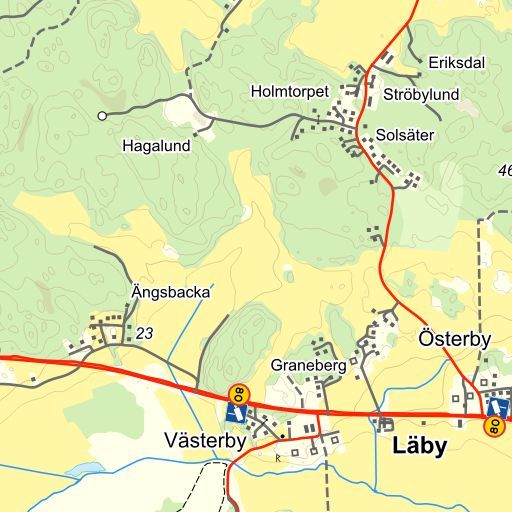 Eriksdal
Holmtorpet
Ströbylund
Solsäter
Hagalund
46
Ängsbacka
23
Österby
Graneberg
80
Västerby
Läby
80